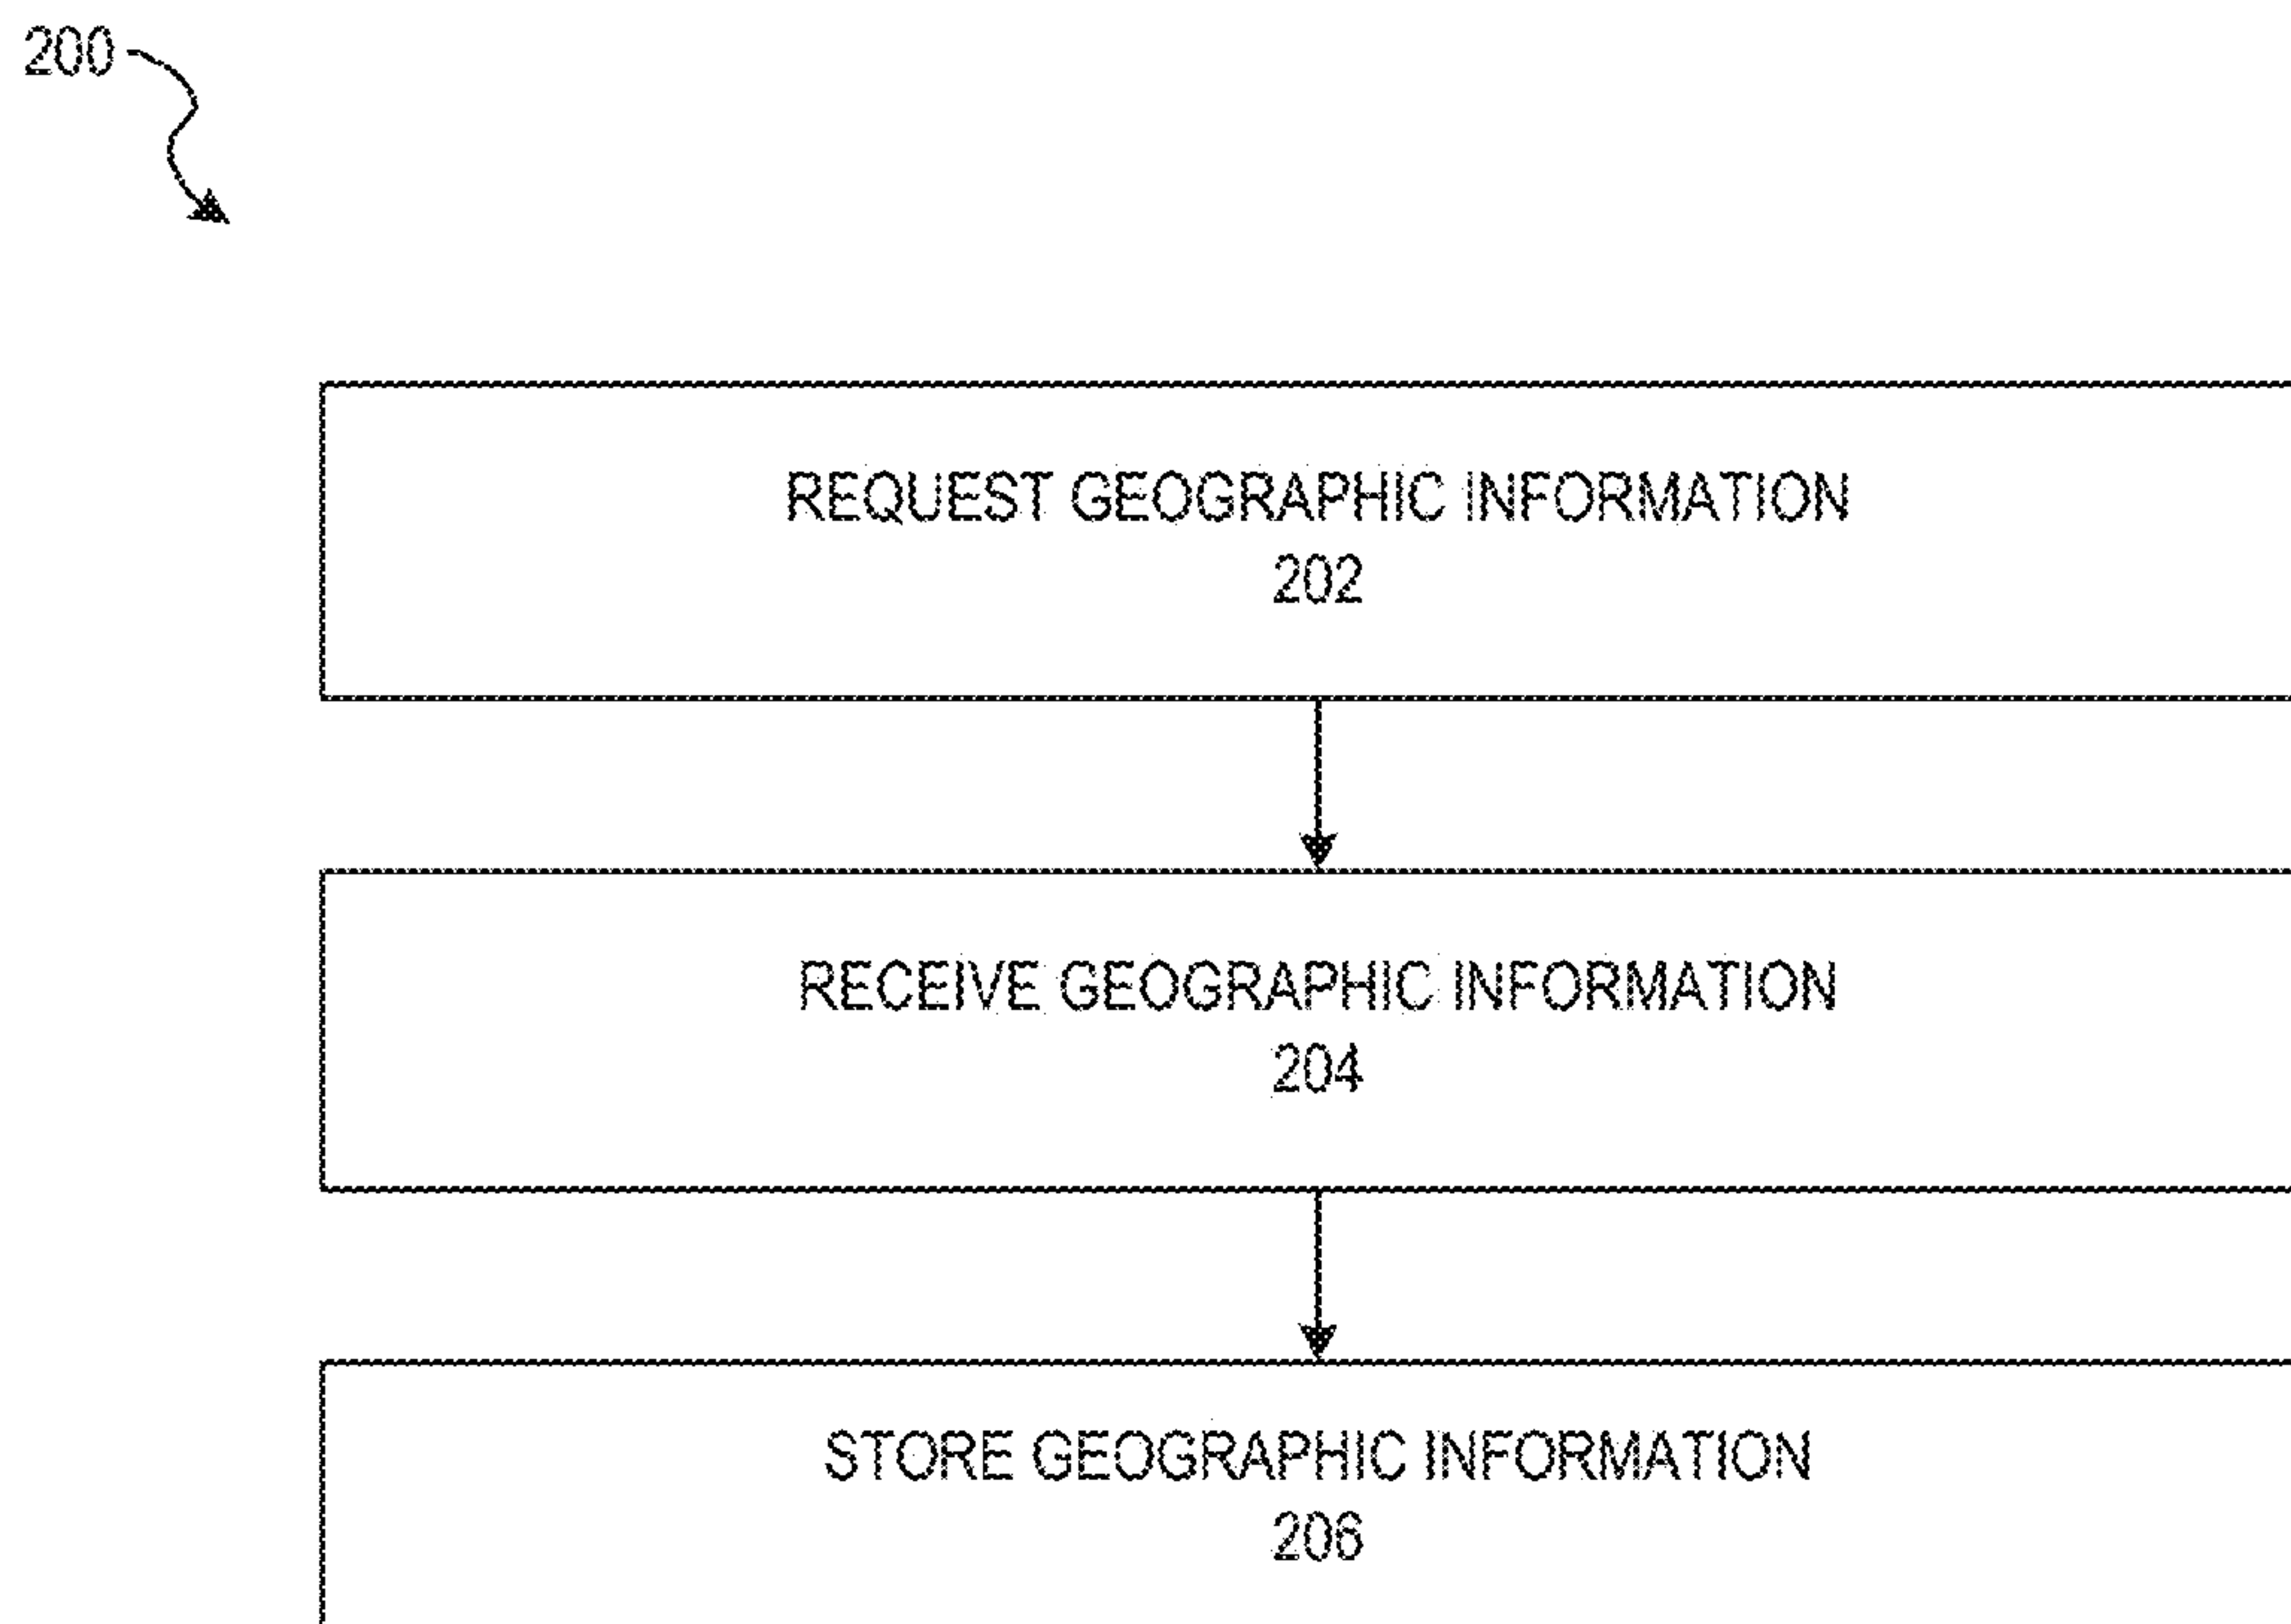 200
REQUEST GEOGRAPHIC INFORMATION
202
RECEIVE GEOGRAPHIC INFORMATION
204
STORE GEOGRAPHIC INFORMATION
206